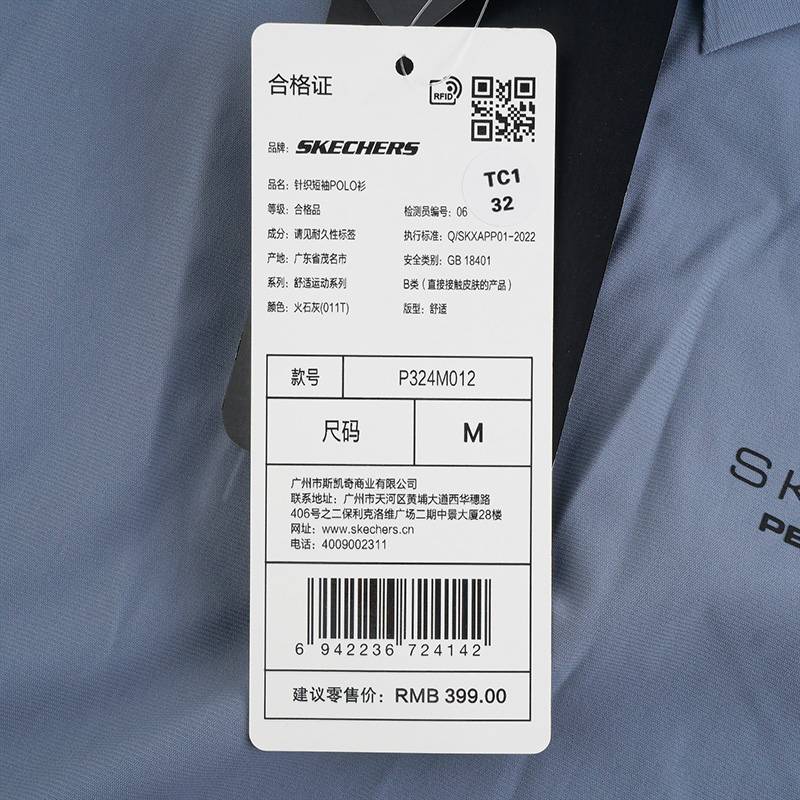 合格证
RFID
品牌: SKECHERS
TC1
32
品名: 针织短袖POLO衫
等级: 合格品
检测员编号: 06
成分: 请见耐久性标签
执行标准: Q/SKXAPP01-2022
产地: 广东省茂名市
安全类别: GB 18401
系列: 舒适运动系列
B类 (直接接触皮肤的产品)
颜色: 火石灰(011T)
版型: 舒适
款号 P324M012
尺码 M
广州市斯凯奇商业有限公司
联系地址: 广州市天河区黄埔大道西华穗路
406号之二保利克洛维广场二期中景大厦28楼
网址: www.skechers.cn
电话: 4009002311
6 942236 724142
建议零售价: RMB 399.00
SK
PE